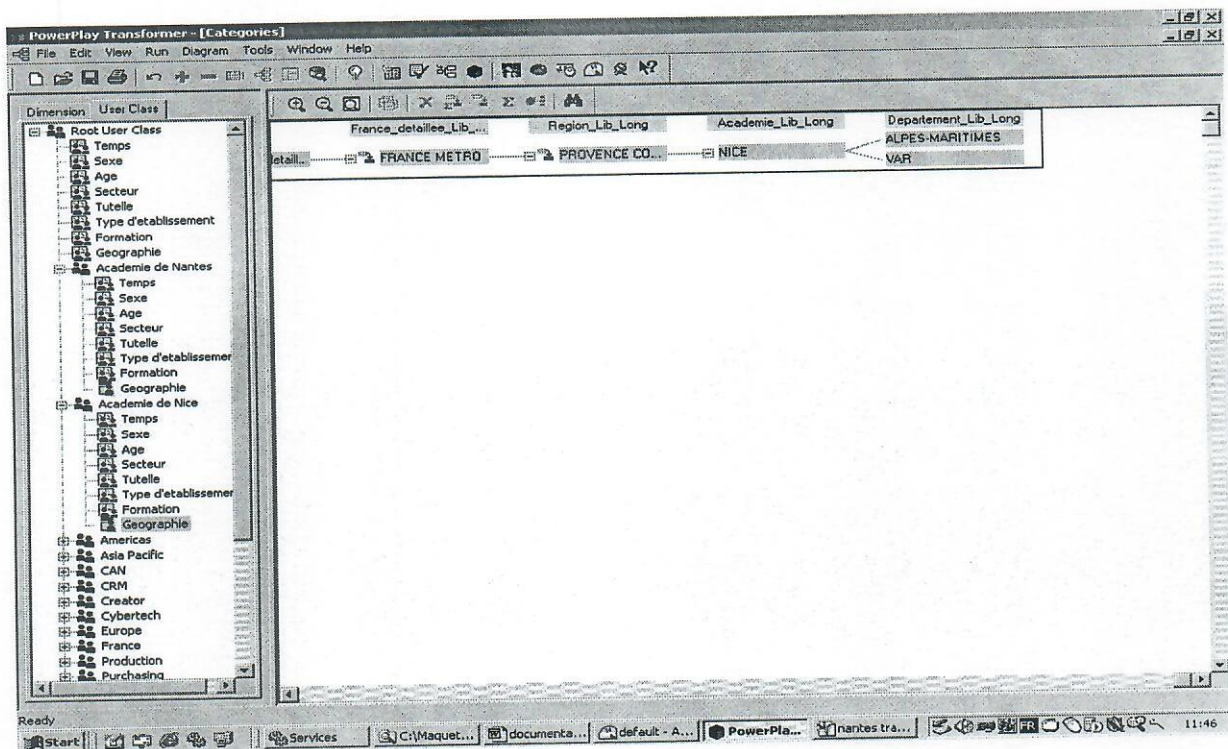 PowerPlay Transformer - [Categories]
File Edit View Run Diagram Tools Window Help
Dimension User Class
Root User Class
Temps
Sexe
Age
Secteur
Tutelle
Type d'etablissement
Formation
Geographie
Academie de Nantes
Temps
Sexe
Age
Secteur
Tutelle
Type d'etablissemer
Formation
Geographie
Academie de Nice
Temps
Sexe
Age
Secteur
Tutelle
Type d'etablissemer
Formation
Geographie
Americas
Asia Pacific
CAN
CRM
Creator
Cybertech
Europe
France
Production
Purchasing
France_detaillee_Lib_... Region_Lib_Long Academie_Lib_Long Departement_Lib_Long
ALPES-MARITIMES
detaill... FRANCE METRO PROVENCE CO... NICE
VAR
Ready
Start Services C:\Maquet... documenta... default - A... PowerPla... nantes tra... FR 11:46